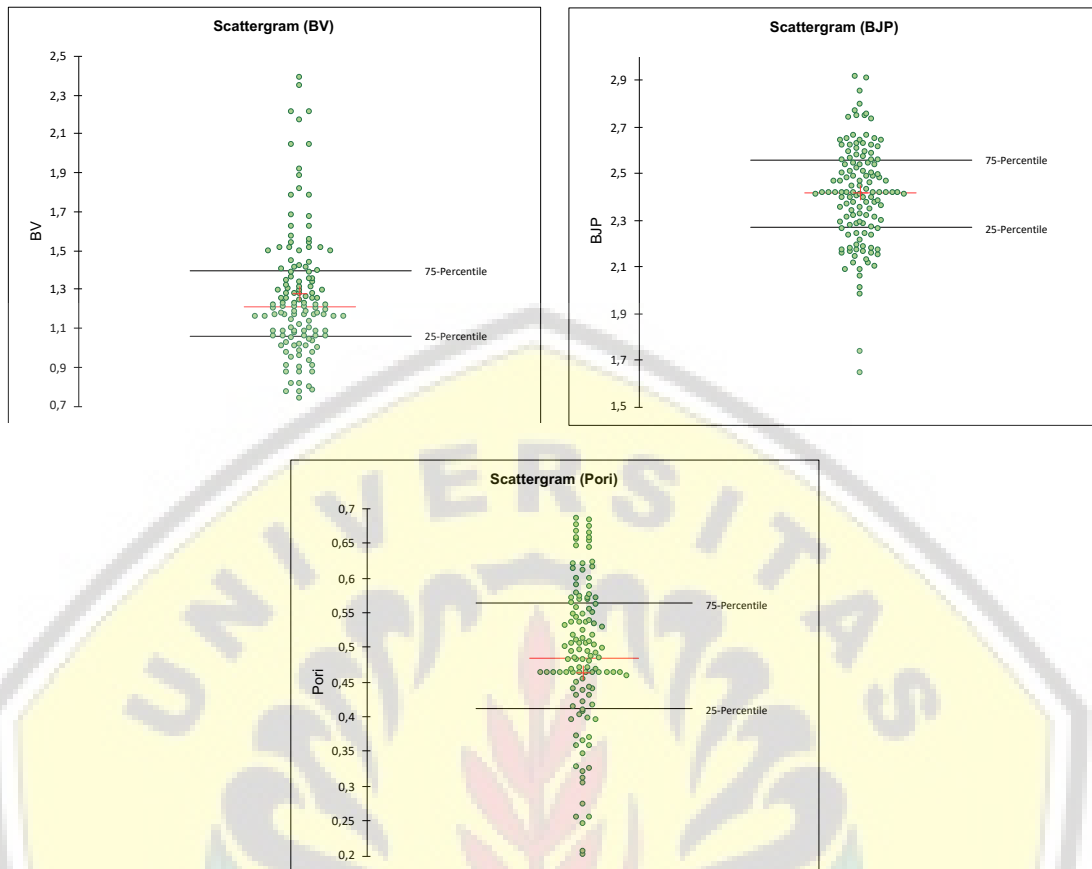 Scattergram (BV)
BV
2,5
2,3
2,1
1,9
1,7
1,5
1,3
1,1
0,9
0,7
75-Percentile
25-Percentile
Scattergram (BJP)
BJP
2,9
2,7
2,5
2,3
2,1
1,9
1,7
1,5
75-Percentile
25-Percentile
Scattergram (Pori)
Pori
0,7
0,65
0,6
0,55
0,5
0,45
0,4
0,35
0,3
0,25
0,2
75-Percentile
25-Percentile
UNIVERSITAS